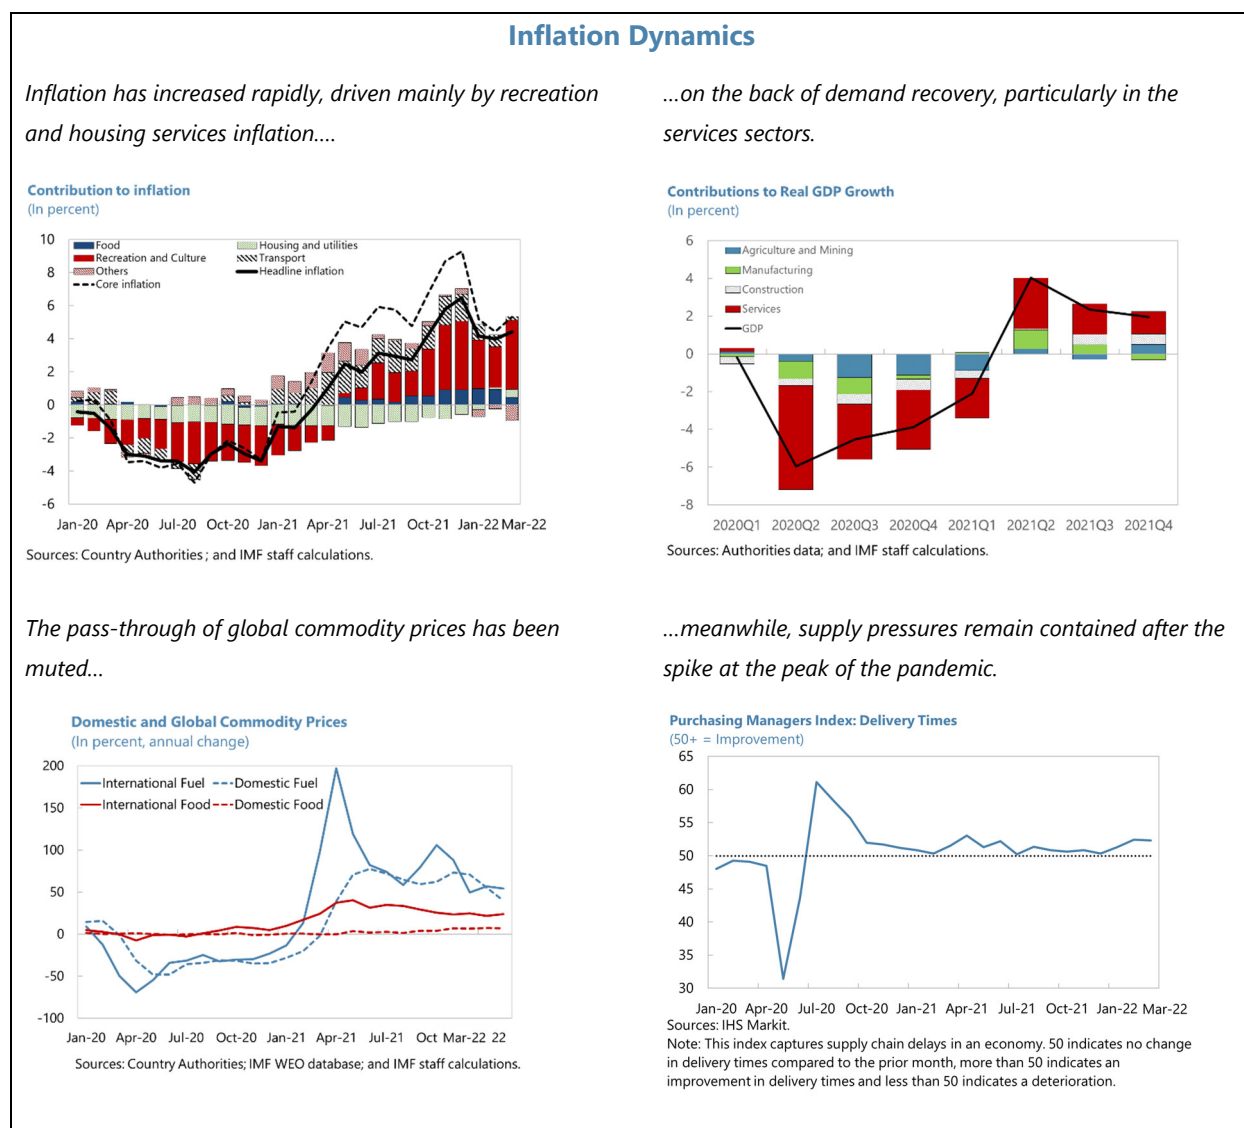 Inflation Dynamics
Inflation has increased rapidly, driven mainly by recreation
and housing services inflation....
...on the back of demand recovery, particularly in the
services sectors.
Contribution to inflation
(In percent)
10
8
6
4
2
0
-2
-4
-6
Food
Housing and utilities
Recreation and Culture
Transport
Others
Headline inflation
Core inflation
Jan-20 Apr-20 Jul-20 Oct-20 Jan-21 Apr-21 Jul-21 Oct-21 Jan-22 Mar-22
Sources: Country Authorities ; and IMF staff calculations.
Contributions to Real GDP Growth
(In percent)
6
4
2
0
-2
-4
-6
-8
Agriculture and Mining
Manufacturing
Construction
Services
GDP
2020Q1 2020Q2 2020Q3 2020Q4 2021Q1 2021Q2 2021Q3 2021Q4
Sources: Authorities data; and IMF staff calculations.
The pass-through of global commodity prices has been
muted...
...meanwhile, supply pressures remain contained after the
spike at the peak of the pandemic.
Domestic and Global Commodity Prices
(In percent, annual change)
200
150
100
50
0
-50
-100
International Fuel
Domestic Fuel
International Food
Domestic Food
Jan-20 Apr-20 Jul-20 Oct-20 Jan-21 Apr-21 Jul-21 Oct Mar-22 22
Sources: Country Authorities; IMF WEO database; and IMF staff calculations.
Purchasing Managers Index: Delivery Times
(50+ = Improvement)
65
60
55
50
45
40
35
30
Jan-20 Apr-20 Jul-20 Oct-20 Jan-21 Apr-21 Jul-21 Oct-21 Jan-22 Mar-22
Sources: IHS Markit.
Note: This index captures supply chain delays in an economy. 50 indicates no change
in delivery times compared to the prior month, more than 50 indicates an
improvement in delivery times and less than 50 indicates a deterioration.